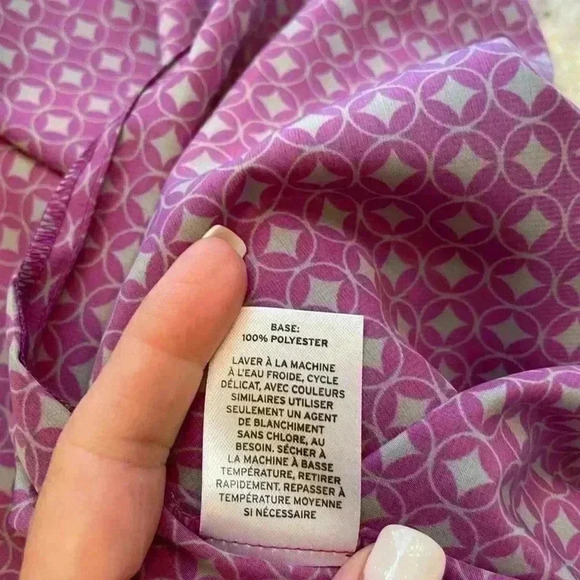 BASE:
100% POLYESTER
LAVER À LA MACHINE
À L'EAU FROIDE, CYCLE
DÉLICAT, AVEC COULEURS
SIMILAIRES UTILISER
SEULEMENT UN AGENT
DE BLANCHIMENT
SANS CHLORE, AU
BESOIN. SÉCHER À
LA MACHINE À BASSE
TEMPÉRATURE, RETIRER
RAPIDEMENT. REPASSER À
TEMPÉRATURE MOYENNE
SI NÉCESSAIRE